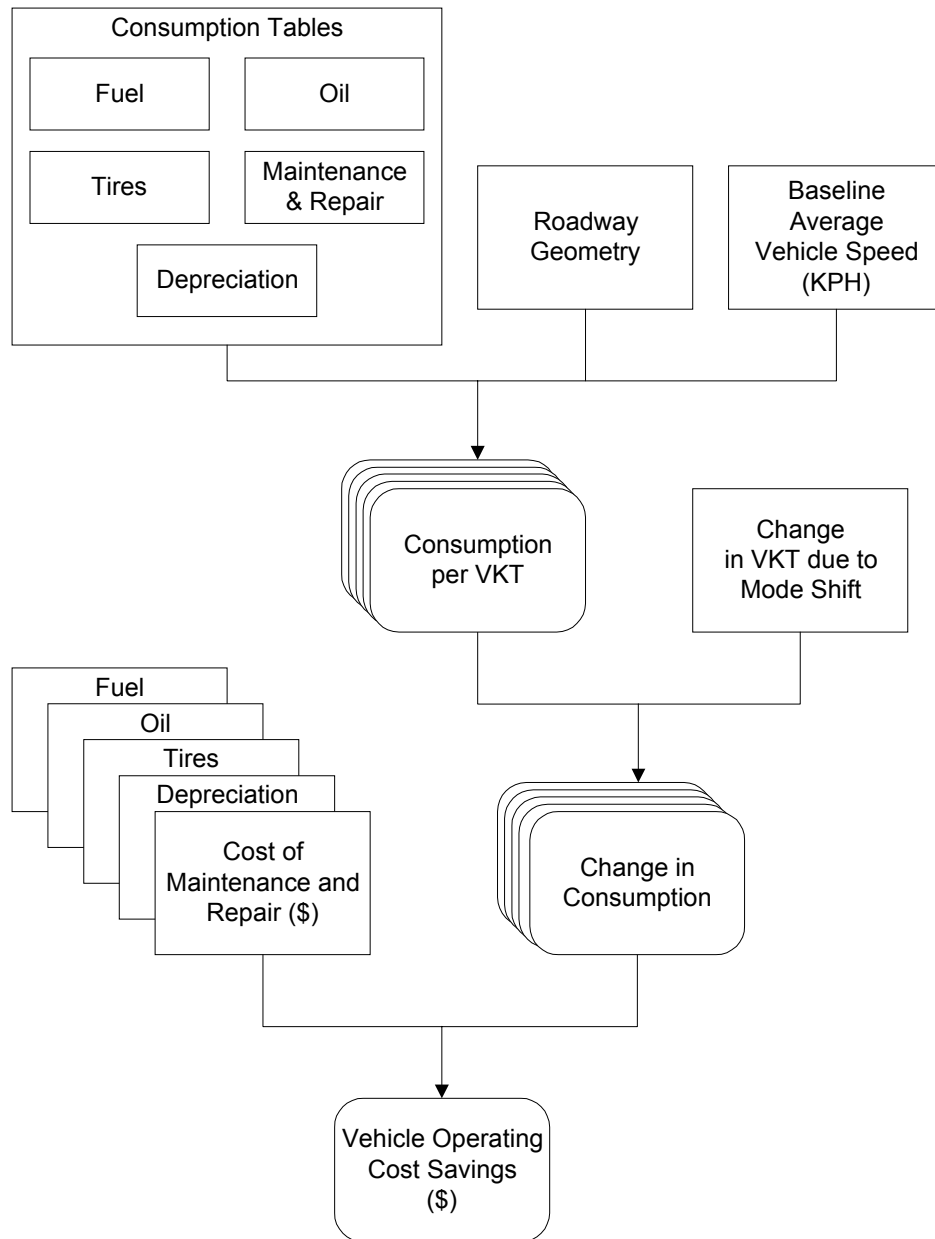 Consumption Tables
Fuel
Oil
Tires
Maintenance
& Repair
Depreciation
Roadway
Geometry
Baseline
Average
Vehicle Speed
(KPH)
Consumption
per VKT
Change
in VKT due to
Mode Shift
Fuel
Oil
Tires
Depreciation
Cost of
Maintenance and
Repair ($)
Change in
Consumption
Vehicle Operating
Cost Savings
($)